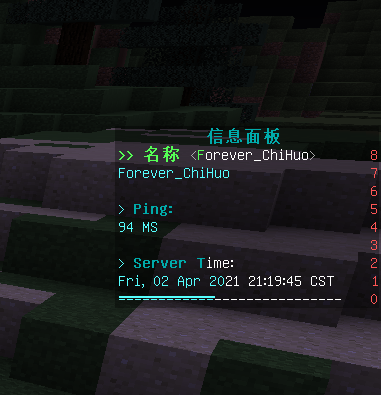 信息面板
>> 名称 <Forever_ChiHuo> 8
Forever_ChiHuo 7
6
> Ping: 5
94 MS 4
3
> Server Time: 2
Fri, 02 Apr 2021 21:19:45 CST 1
---------------------- 0